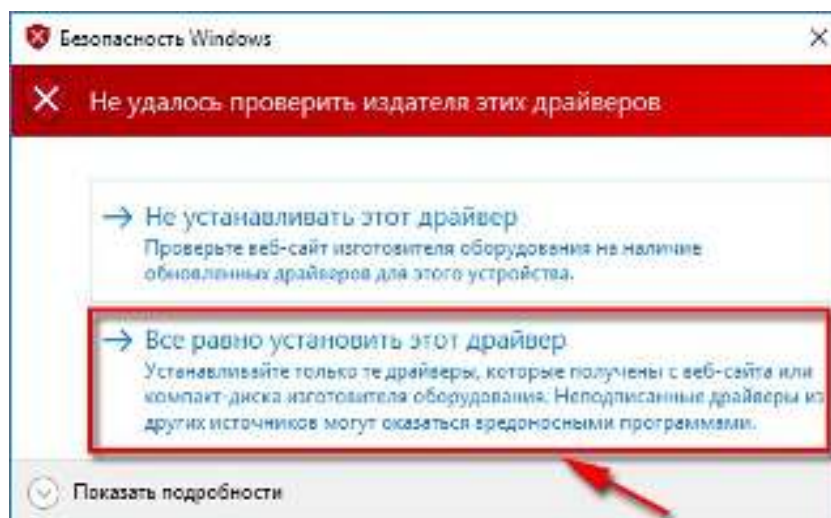 Безопасность Windows
Не удалось проверить издателя этих драйверов
Не устанавливать этот драйвер
Проверьте веб-сайт изготовителя оборудования на наличие
обновленных драйверов для этого устройства.
Все равно установить этот драйвер
Устанавливайте только те драйверы, которые получены с веб-сайта или
компакт-диска изготовителя оборудования. Неподписанные драйверы из
других источников могут оказаться вредоносными программами.
Показать подробности